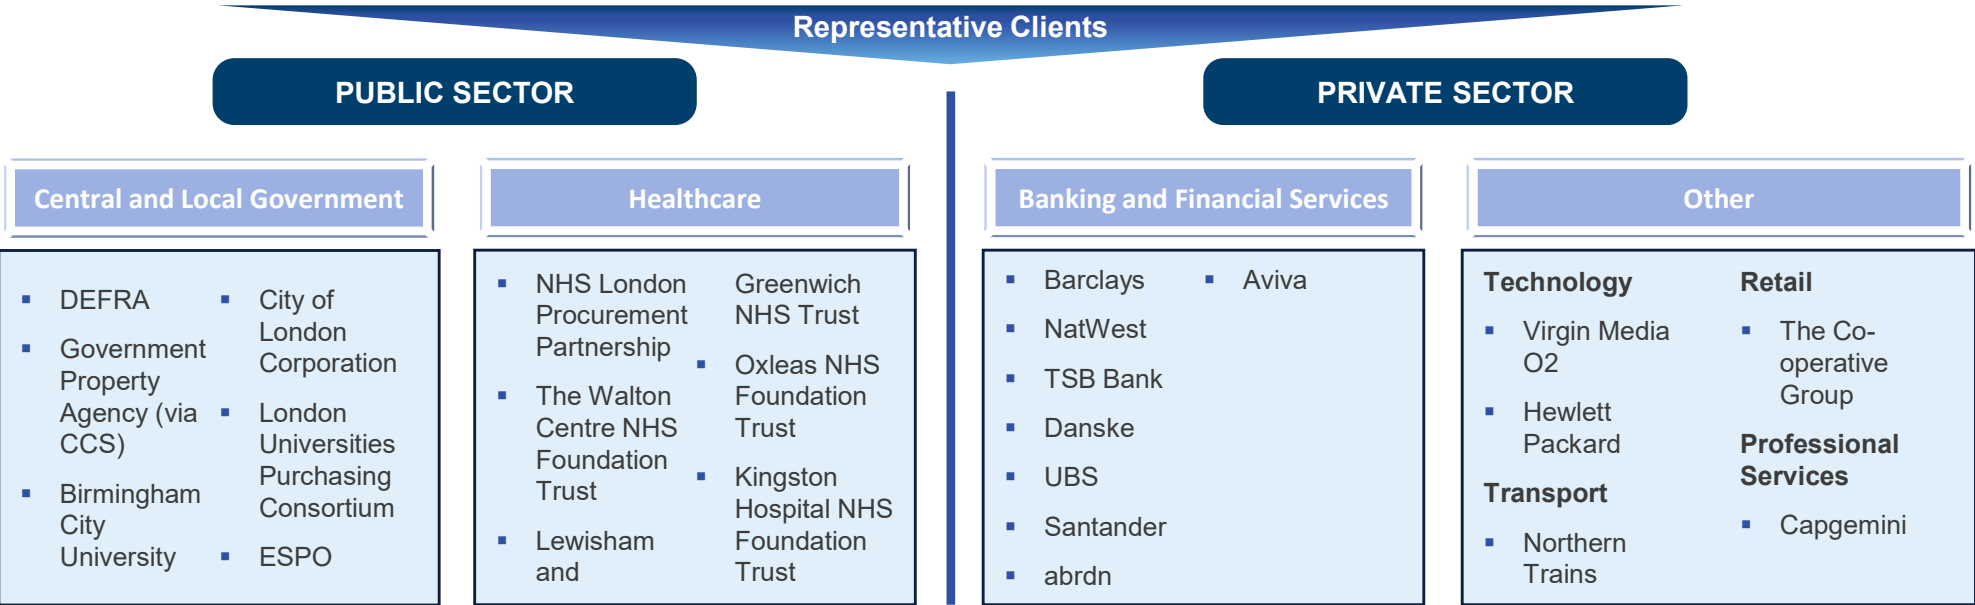 Representative Clients
PUBLIC SECTOR
PRIVATE SECTOR
Central and Local Government
▪ DEFRA
▪ Government
Property
Agency (via
CCS)
▪ Birmingham
City
University
▪ City of
London
Corporation
▪ London
Universities
Purchasing
Consortium
▪ ESPO
Healthcare
▪ NHS London
Procurement
Partnership
▪ The Walton
Centre NHS
Foundation
Trust
▪ Lewisham
and
Greenwich
NHS Trust
▪ Oxleas NHS
Foundation
Trust
▪ Kingston
Hospital NHS
Foundation
Trust
Banking and Financial Services
▪ Barclays
▪ NatWest
▪ TSB Bank
▪ Danske
▪ UBS
▪ Santander
▪ abrdn
▪ Aviva
Other
Technology
▪ Virgin Media
O2
▪ Hewlett
Packard
Transport
▪ Northern
Trains
Retail
▪ The Co-
operative
Group
Professional
Services
▪ Capgemini